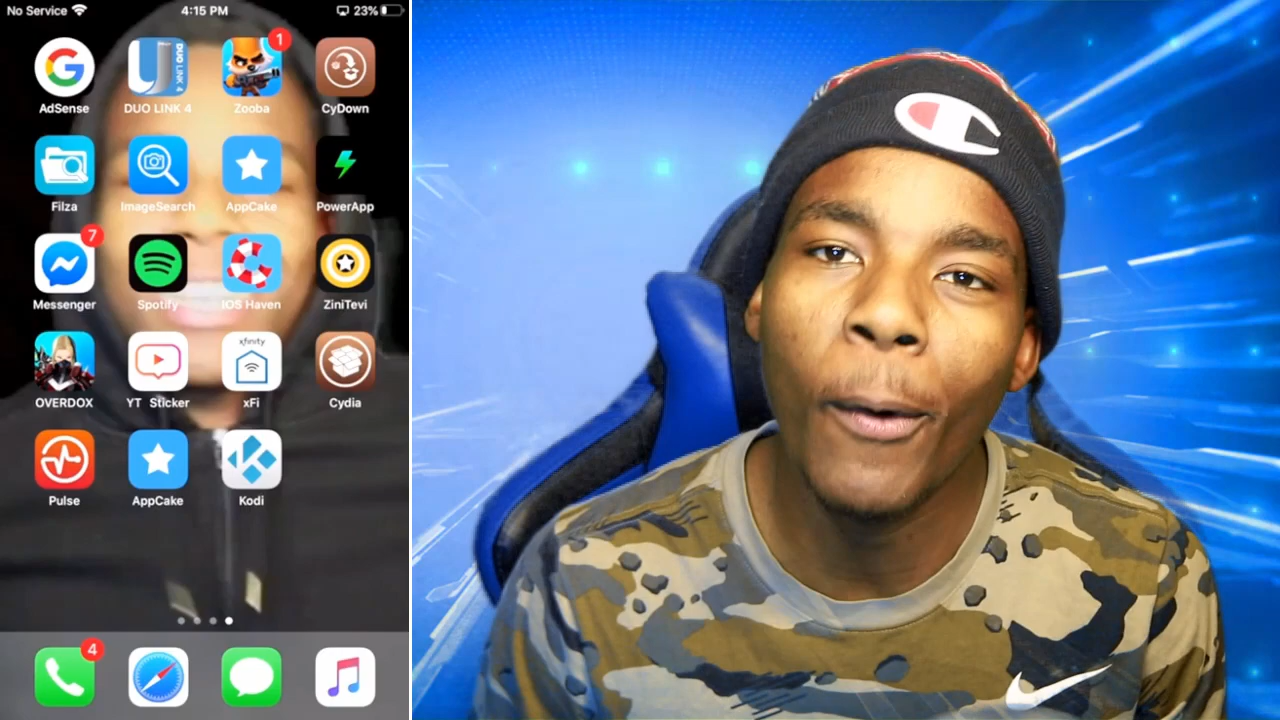 No Service 4:15 PM 23%
1
AdSense DUO LINK 4 Zooba CyDown
Filza ImageSearch AppCake PowerApp
7
Messenger Spotify iOS Haven ZiniTevi
xfinity
OVERDOX YT Sticker xFi Cydia
Pulse AppCake Kodi
4